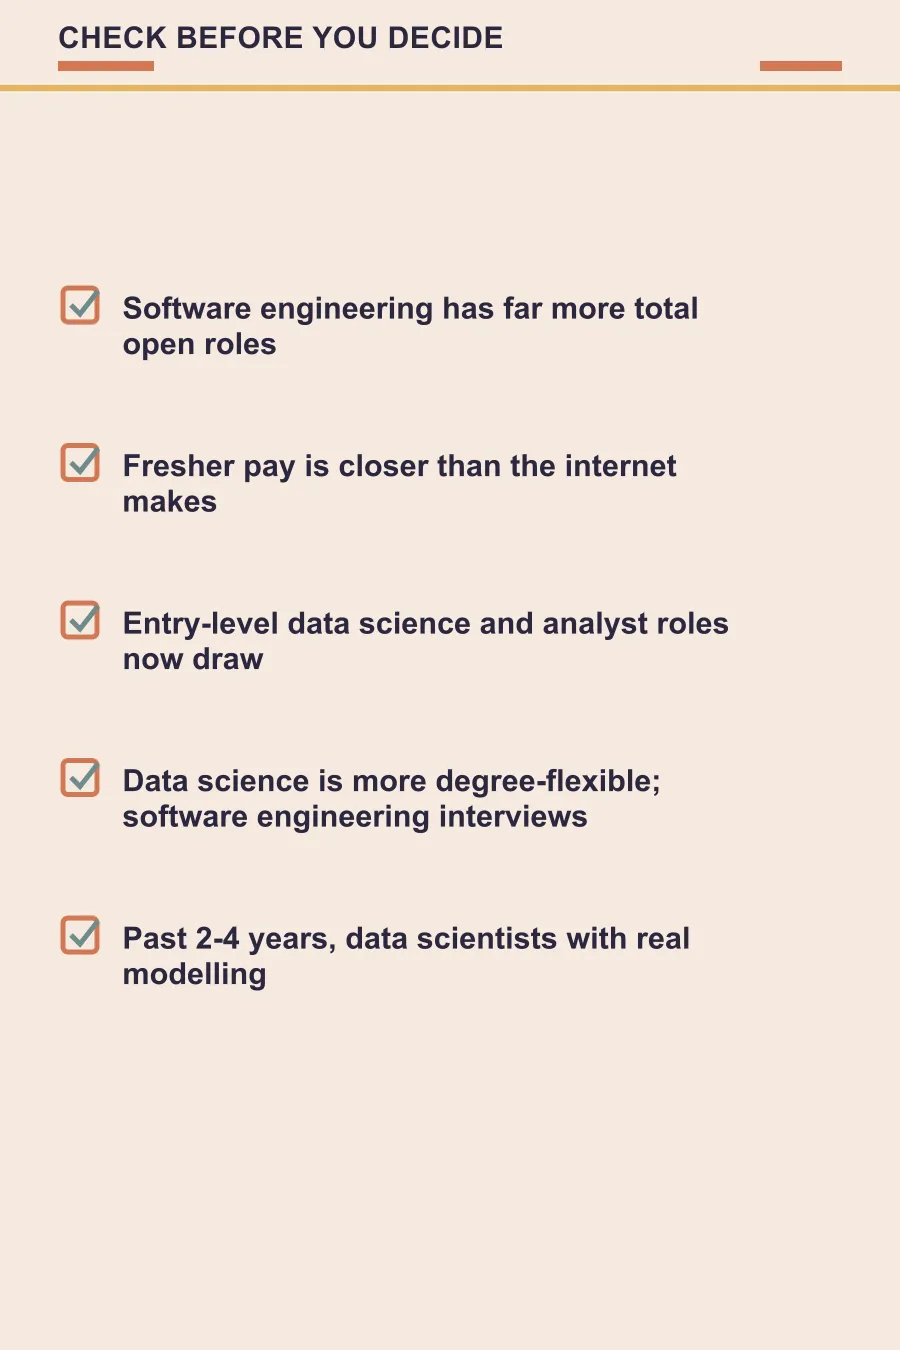 CHECK BEFORE YOU DECIDE
Software engineering has far more total
open roles
Fresher pay is closer than the internet
makes
Entry-level data science and analyst roles
now draw
Data science is more degree-flexible;
software engineering interviews
Past 2-4 years, data scientists with real
modelling